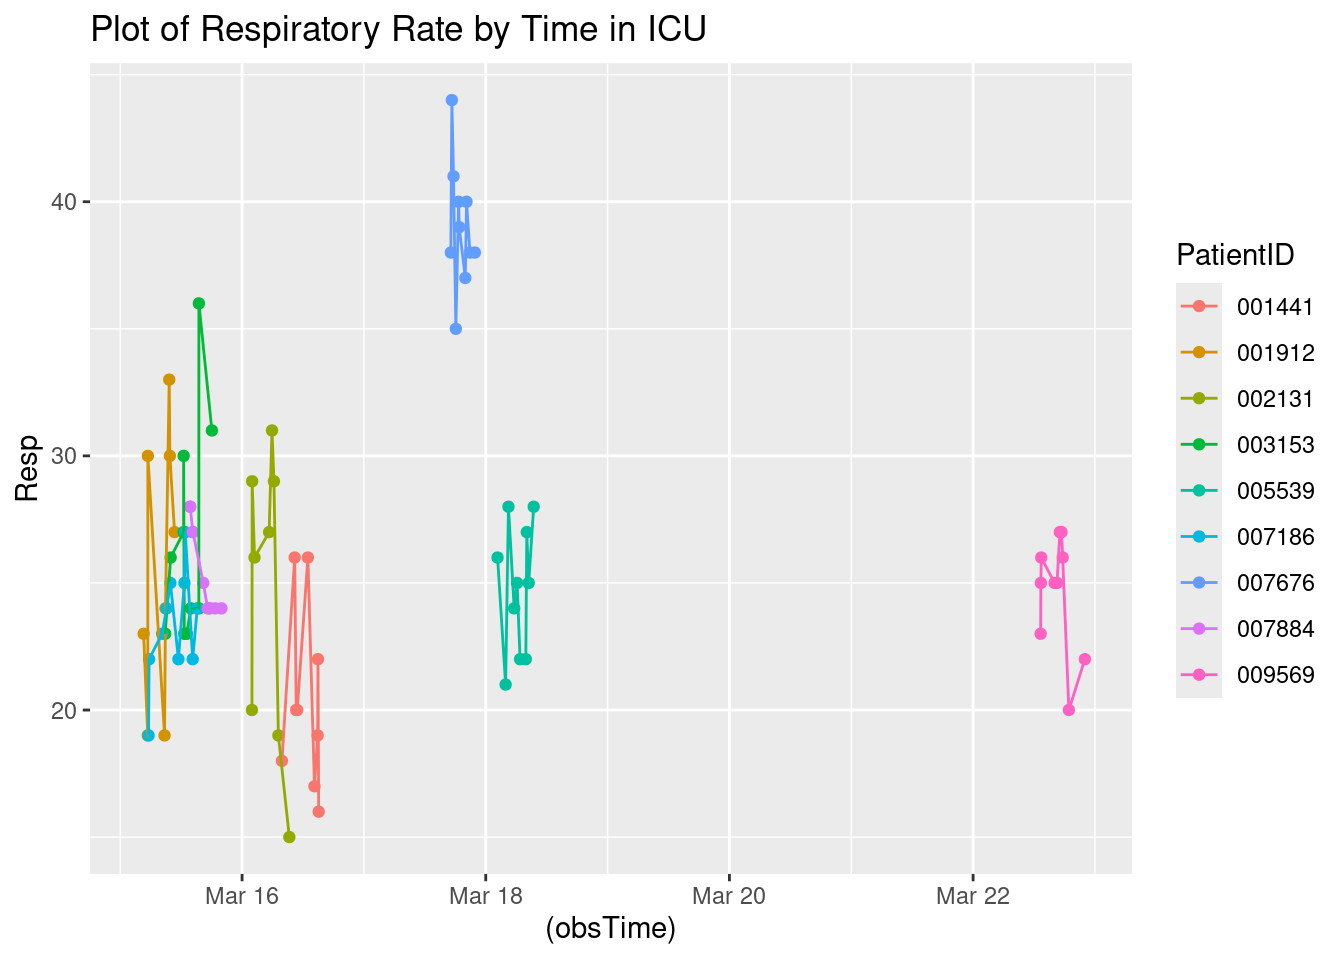 Plot of Respiratory Rate by Time in ICU
Resp
40
30
20
Mar 16
Mar 18
Mar 20
Mar 22
(obsTime)
PatientID
001441
001912
002131
003153
005539
007186
007676
007884
009569